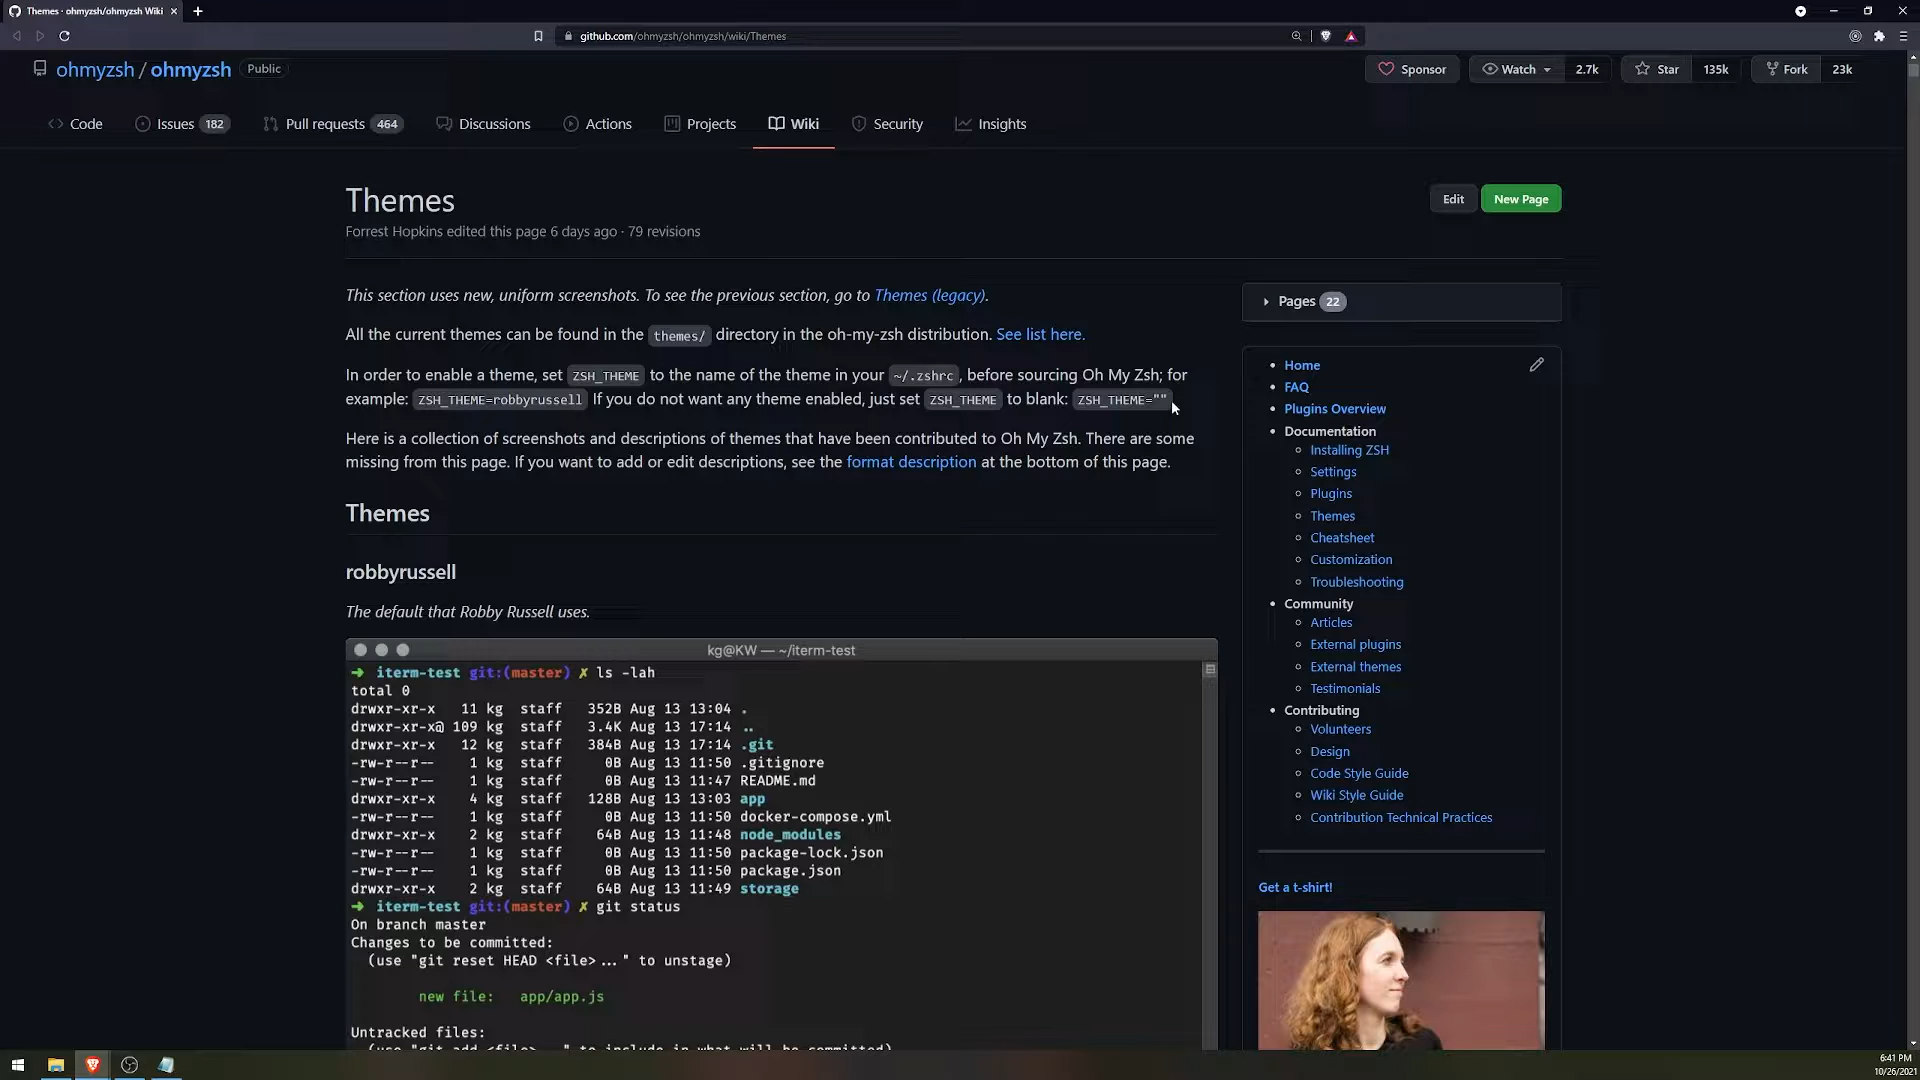 Themes · ohmyzsh/ohmyzsh Wiki
github.com/ohmyzsh/ohmyzsh/wiki/Themes
ohmyzsh / ohmyzsh Public
Sponsor
Watch 2.7k
Star 135k
Fork 23k
Code
Issues 182
Pull requests 464
Discussions
Actions
Projects
Wiki
Security
Insights
Themes
Edit
New Page
Forrest Hopkins edited this page 6 days ago · 79 revisions
This section uses new, uniform screenshots. To see the previous section, go to Themes (legacy).
All the current themes can be found in the themes/ directory in the oh-my-zsh distribution. See list here.
In order to enable a theme, set ZSH_THEME to the name of the theme in your ~/.zshrc, before sourcing Oh My Zsh; for
example: ZSH_THEME=robbyrussell If you do not want any theme enabled, just set ZSH_THEME to blank: ZSH_THEME=""
Here is a collection of screenshots and descriptions of themes that have been contributed to Oh My Zsh. There are some
missing from this page. If you want to add or edit descriptions, see the format description at the bottom of this page.
Themes
robbyrussell
The default that Robby Russell uses.
kg@KW — ~/iterm-test
➜ iterm-test git:(master) ✗ ls -lah
total 0
drwxr-xr-x 11 kg staff 352B Aug 13 13:04 .
drwxr-xr-x@ 109 kg staff 3.4K Aug 13 17:14 ..
drwxr-xr-x 12 kg staff 384B Aug 13 17:14 .git
-rw-r--r-- 1 kg staff 0B Aug 13 11:50 .gitignore
-rw-r--r-- 1 kg staff 0B Aug 13 11:47 README.md
drwxr-xr-x 4 kg staff 128B Aug 13 13:03 app
-rw-r--r-- 1 kg staff 0B Aug 13 11:50 docker-compose.yml
drwxr-xr-x 2 kg staff 64B Aug 13 11:48 node_modules
-rw-r--r-- 1 kg staff 0B Aug 13 11:50 package-lock.json
-rw-r--r-- 1 kg staff 0B Aug 13 11:50 package.json
drwxr-xr-x 2 kg staff 64B Aug 13 11:49 storage
➜ iterm-test git:(master) ✗ git status
On branch master
Changes to be committed:
(use "git reset HEAD <file>..." to unstage)
new file: app/app.js
Untracked files:
(use "git add <file>..." to include in what will be committed)
Pages 22
Home
FAQ
Plugins Overview
Documentation
Installing ZSH
Settings
Plugins
Themes
Cheatsheet
Customization
Troubleshooting
Community
Articles
External plugins
External themes
Testimonials
Contributing
Volunteers
Design
Code Style Guide
Wiki Style Guide
Contribution Technical Practices
Get a t-shirt!
6:41 PM
10/26/2021